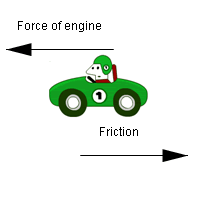 Force of engine
1
Friction